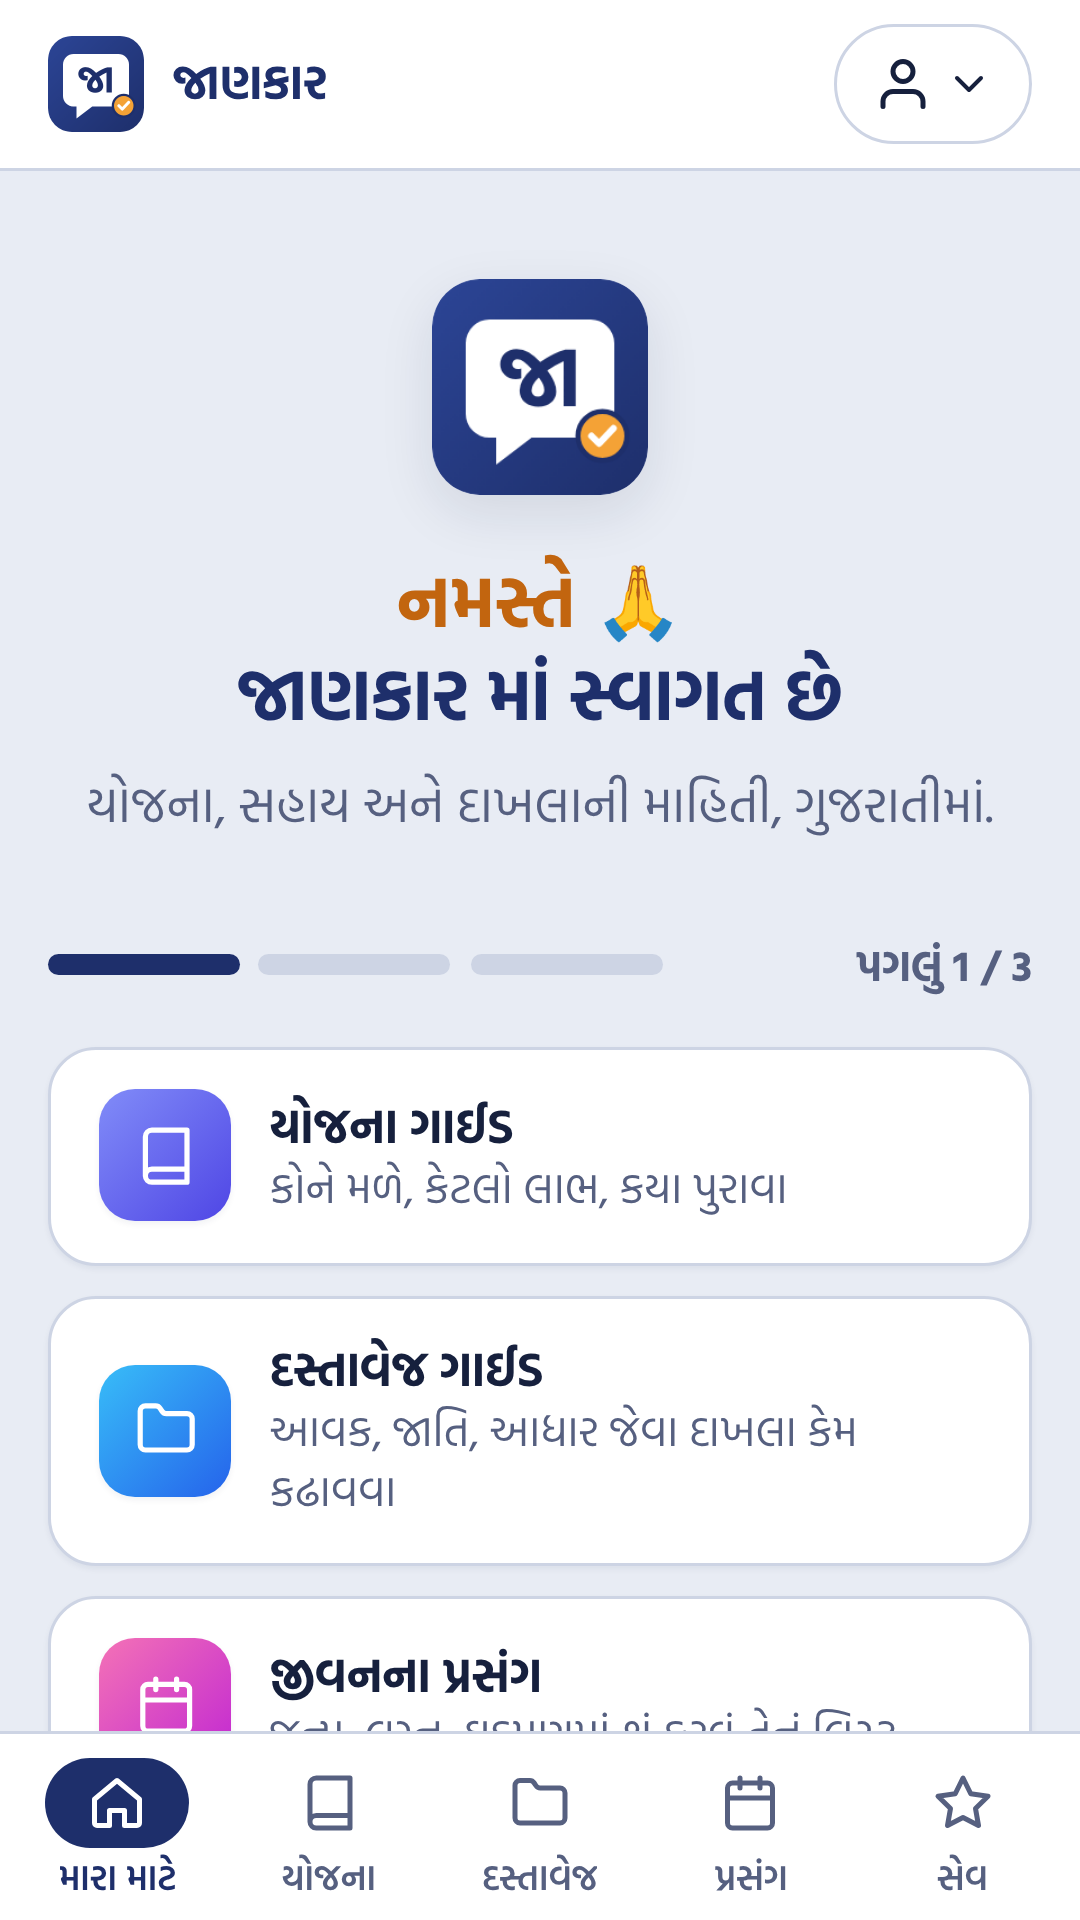 જા
જાણકાર
જા
નમસ્તે 🙏
જાણકાર માં સ્વાગત છે
યોજના, સહાય અને દાખલાની માહિતી, ગુજરાતીમાં.
પગલું 1 / 3
યોજના ગાઈડ
કોને મળે, કેટલો લાભ, કયા પુરાવા
દસ્તાવેજ ગાઈડ
આવક, જાતિ, આધાર જેવા દાખલા કેમ
કઢાવવા
જીવનના પ્રસંગ
મારા માટે
યોજના
દસ્તાવેજ
પ્રસંગ
સેવ